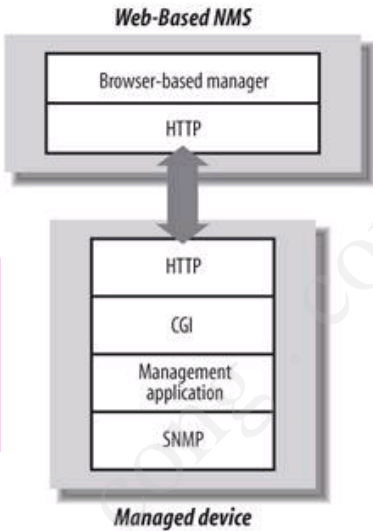 Web-Based NMS
Browser-based manager
HTTP
HTTP
CGI
Management
application
SNMP
Managed device